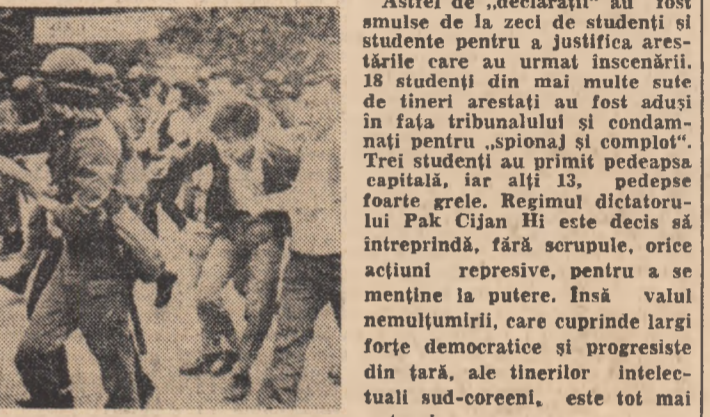 Astfel de „declarații” au fost
smulse de la zeci de studenți și
studente pentru a justifica ares-
tările care au urmat înscenării.
18 studenți din mai multe sute
de tineri arestați au fost aduși
în fața tribunalului și condam-
nați pentru „spionaj și complot“.
Trei studenți au primit pedeapsa
capitală, iar alți 13, pedepse
foarte grele. Regimul dictatoru-
lui Pak Cijan Hi este decis să
întreprindă, fără scrupule, orice
acțiuni represive, pentru a se
menține la putere. Însă valul
nemulțumirii, care cuprinde largi
forțe democratice și progresiste
din țară, ale tinerilor intelec-
tuali sud-coreeni, este tot mai